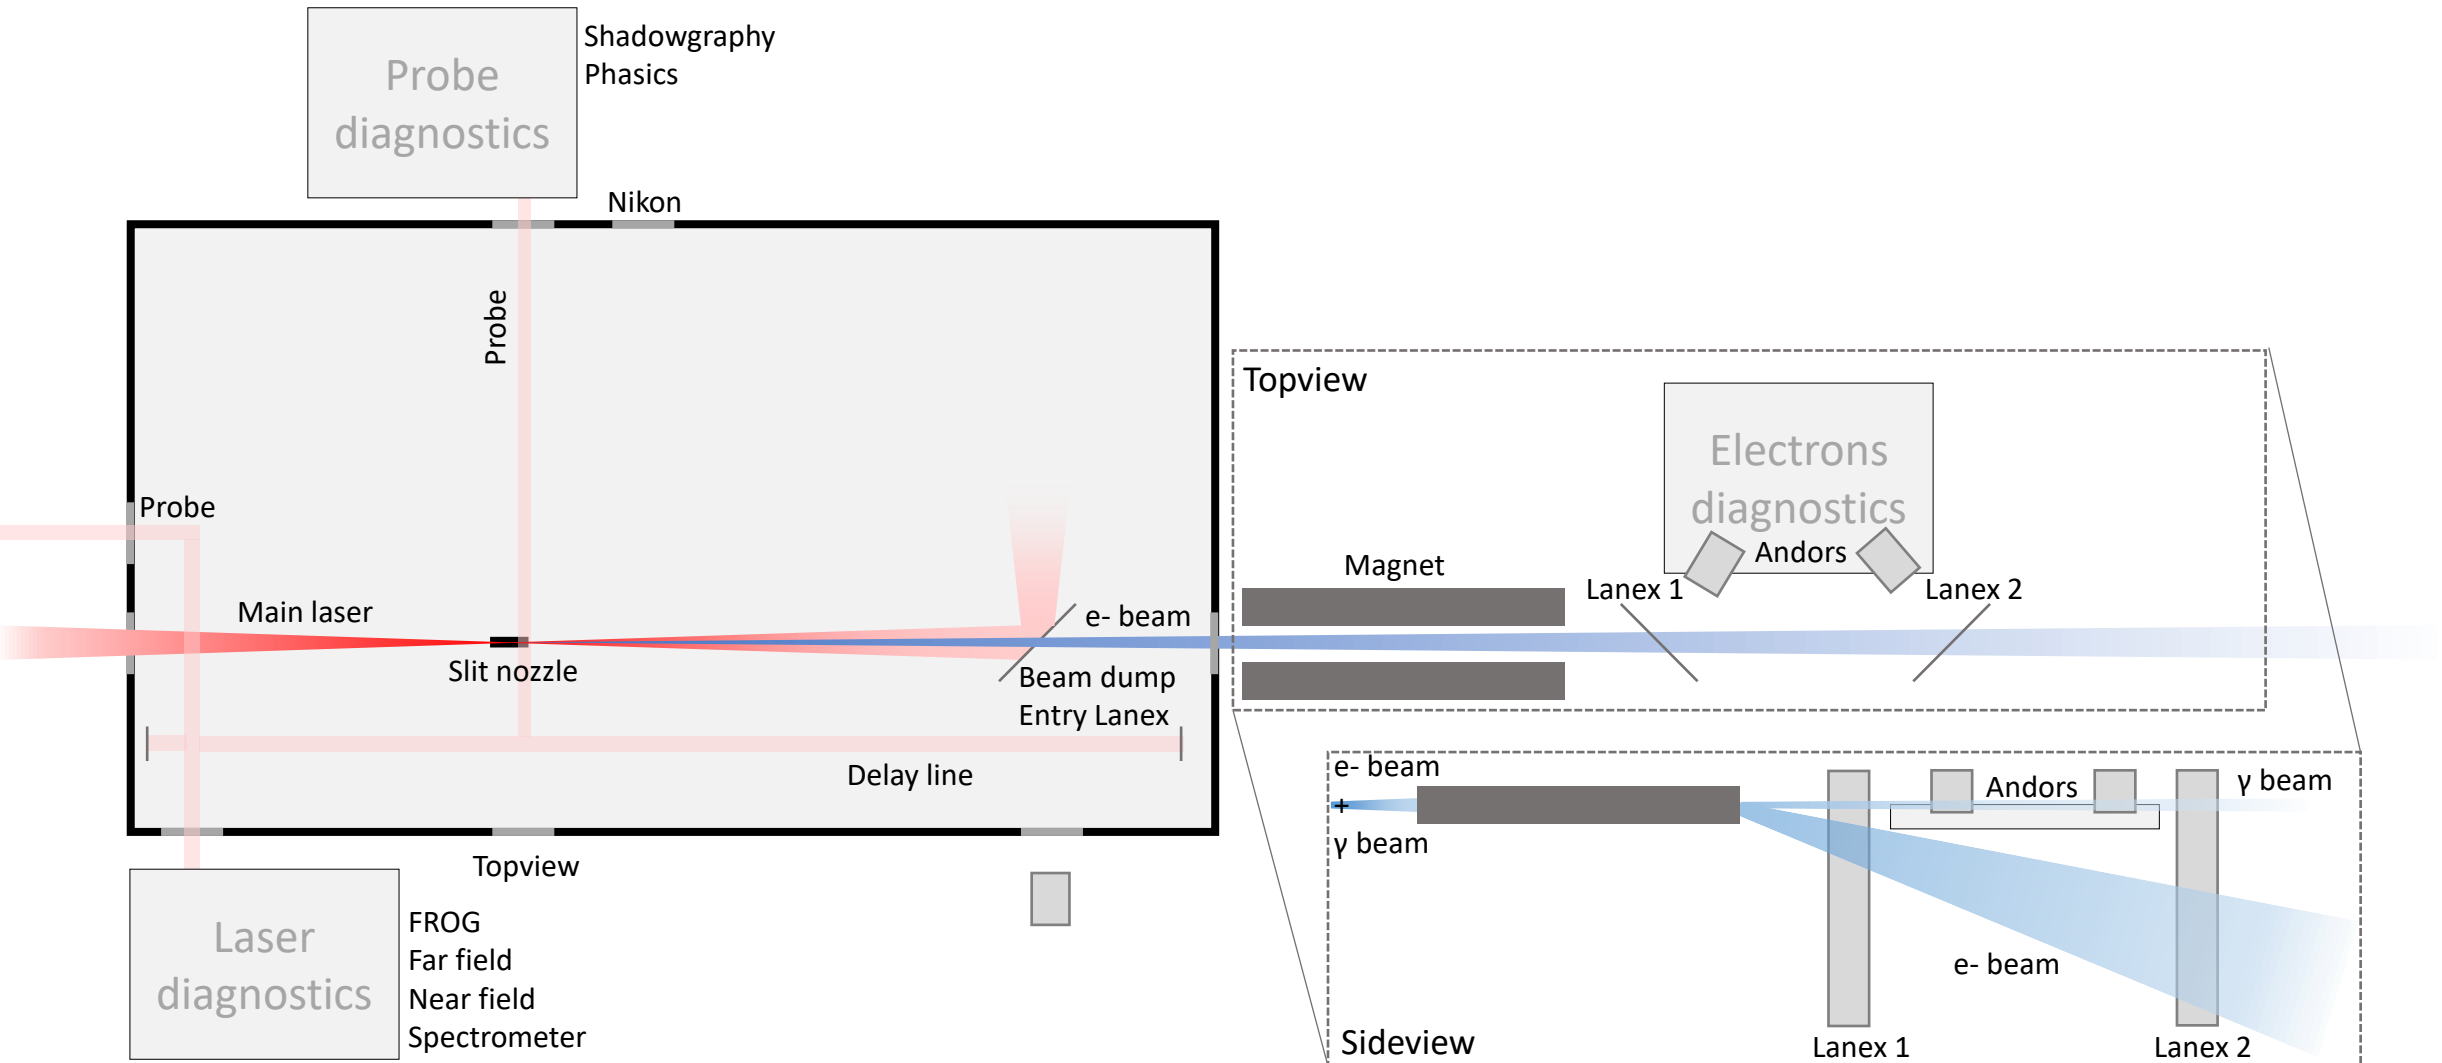 Probe
diagnostics
Shadowgraphy
Phasics
Nikon
Probe
Probe
Main laser
Slit nozzle
e- beam
Beam dump
Entry Lanex
Delay line
Topview
Laser
diagnostics
FROG
Far field
Near field
Spectrometer
Topview
Electrons
diagnostics
Andors
Magnet
Lanex 1
Lanex 2
e- beam
+
γ beam
Andors
γ beam
e- beam
Sideview
Lanex 1
Lanex 2